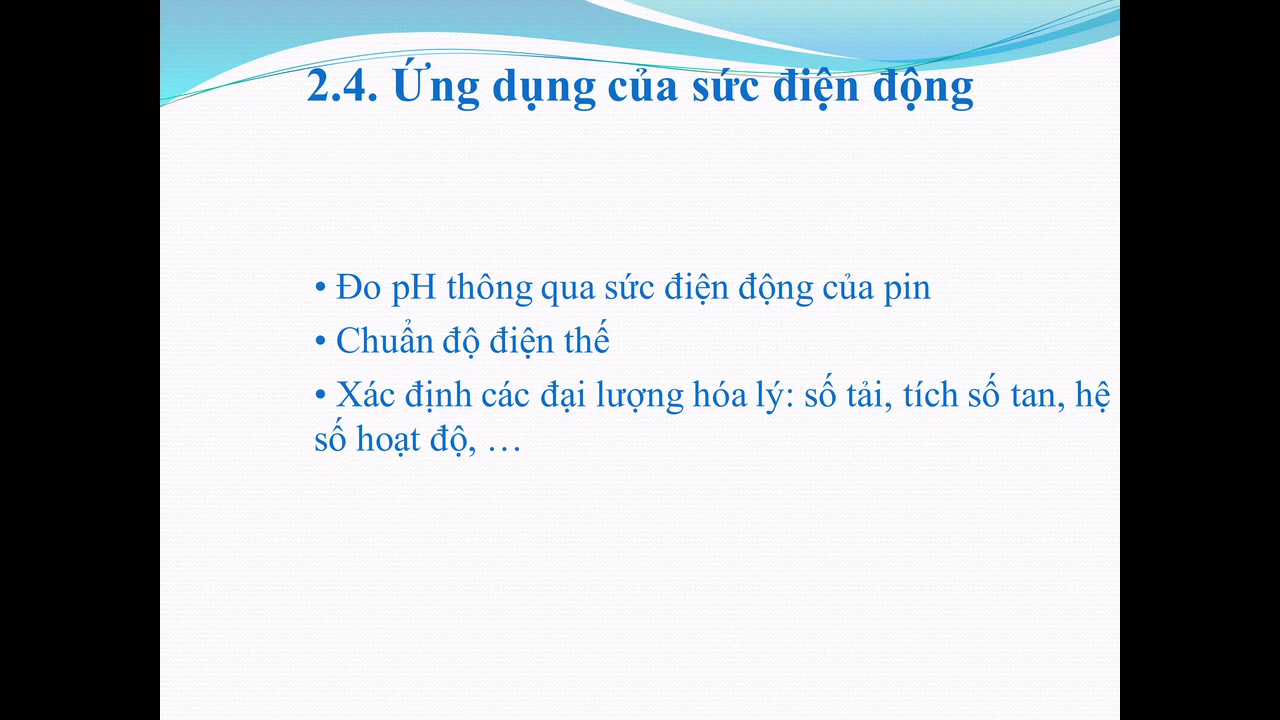 2.4. Ứng dụng của sức điện động
• Đo pH thông qua sức điện động của pin
• Chuẩn độ điện thế
• Xác định các đại lượng hóa lý: số tải, tích số tan, hệ
số hoạt độ, …